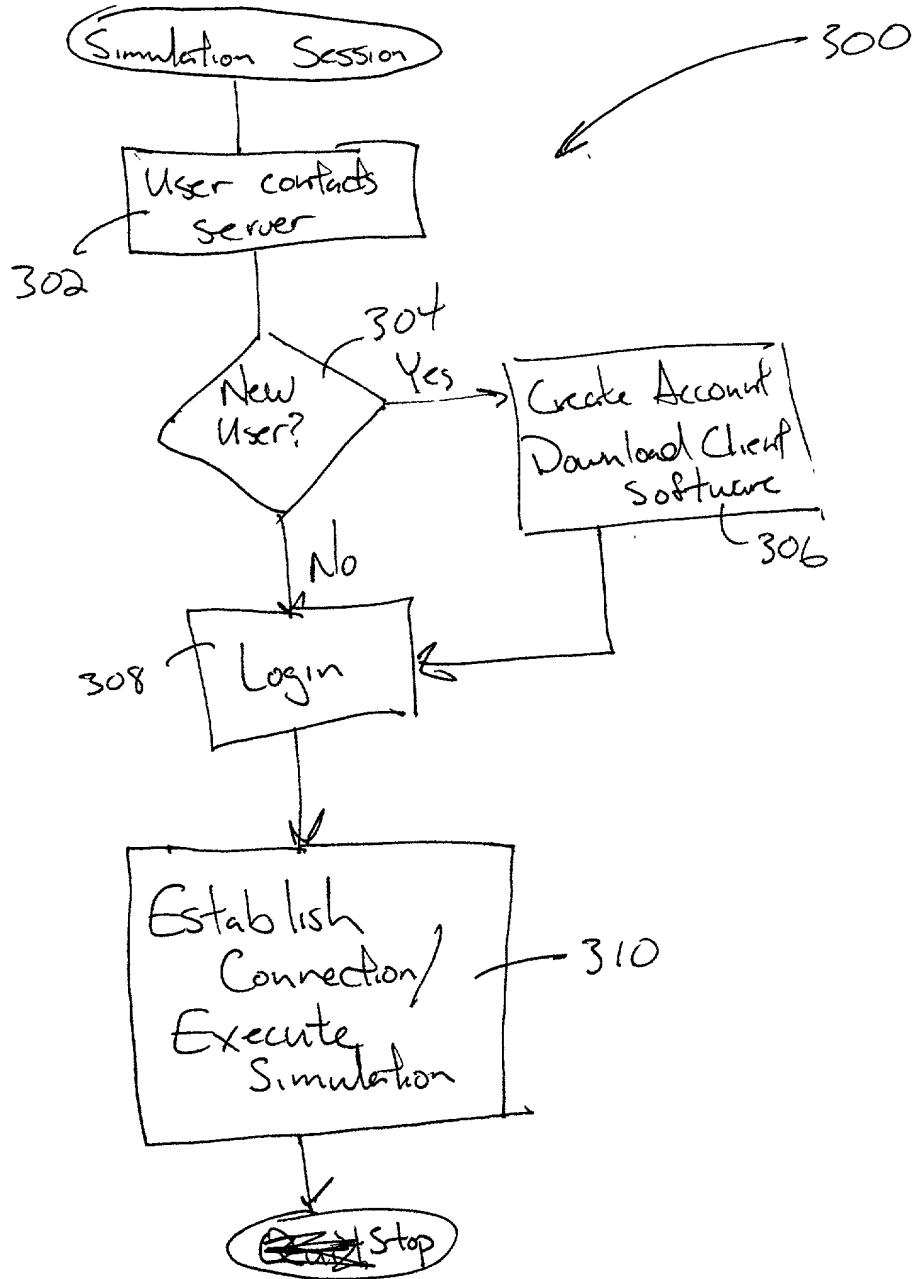 Simulation Session
300
User contacts
server
302
304
New
User?
Yes
Create Account
Download Client
Software
306
No
308
Login
Establish
Connection/
Execute
Simulation
310
Stop